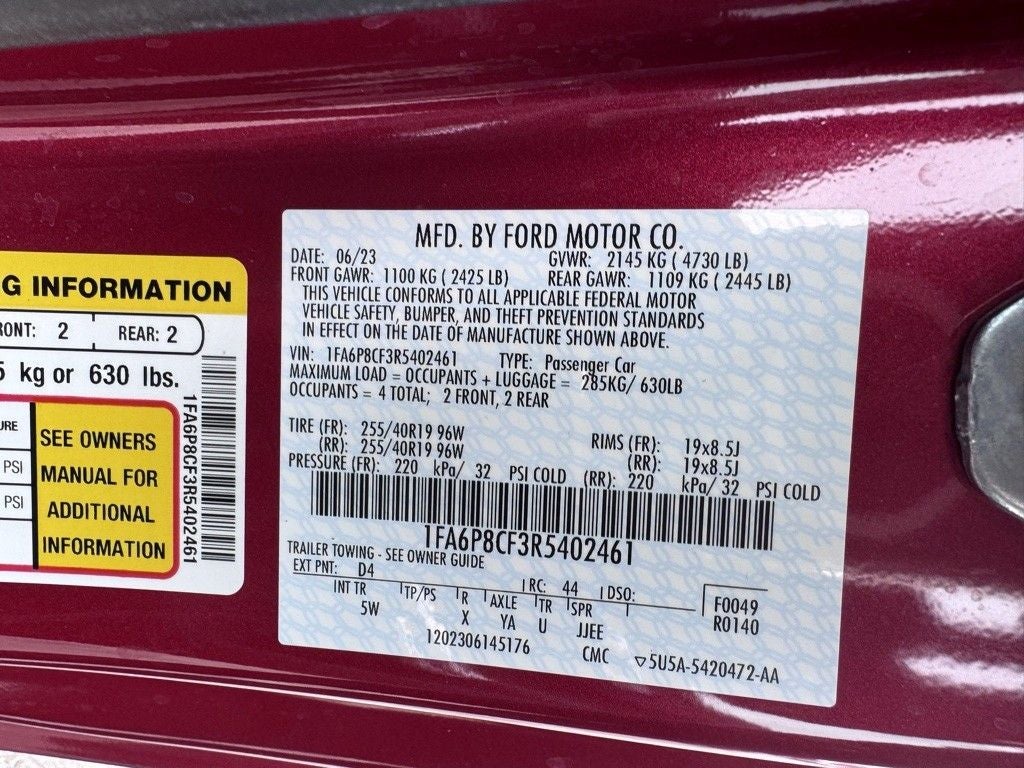 G INFORMATION
RONT: 2 REAR: 2
5 kg or 630 lbs.
URE
PSI
PSI
SEE OWNERS
MANUAL FOR
ADDITIONAL
INFORMATION
1FA6P8CF3R5402461
MFD. BY FORD MOTOR CO.
DATE: 06/23 GVWR: 2145 KG ( 4730 LB)
FRONT GAWR: 1100 KG ( 2425 LB) REAR GAWR: 1109 KG ( 2445 LB)
THIS VEHICLE CONFORMS TO ALL APPLICABLE FEDERAL MOTOR
VEHICLE SAFETY, BUMPER, AND THEFT PREVENTION STANDARDS
IN EFFECT ON THE DATE OF MANUFACTURE SHOWN ABOVE.
VIN: 1FA6P8CF3R5402461 TYPE: Passenger Car
MAXIMUM LOAD = OCCUPANTS + LUGGAGE = 285KG/ 630LB
OCCUPANTS = 4 TOTAL; 2 FRONT, 2 REAR
TIRE (FR): 255/40R19 96W RIMS (FR): 19x8.5J
(RR): 255/40R19 96W (RR): 19x8.5J
PRESSURE (FR): 220 kPa/ 32 PSI COLD (RR): 220 kPa/ 32 PSI COLD
1FA6P8CF3R5402461
TRAILER TOWING - SEE OWNER GUIDE
EXT PNT: D4 RC: 44 DSO:
INT TR TP/PS R AXLE TR SPR
5W X YA U JJEE
F0049
R0140
1202306145176 CMC ▽5U5A-5420472-AA